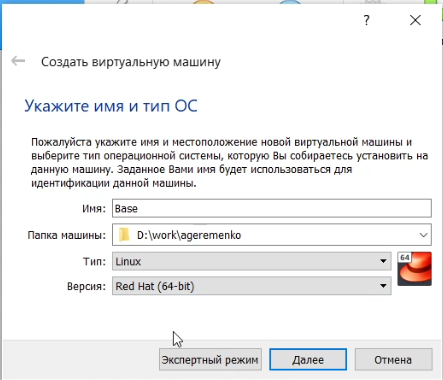 ?
Создать виртуальную машину
Укажите имя и тип ОС
Пожалуйста укажите имя и местоположение новой виртуальной машины и
выберите тип операционной системы, которую Вы собираетесь установить на
данную машину. Заданное Вами имя будет использоваться для
идентификации данной машины.
Имя: Base
Папка машины: D:\work\ageremenko
Тип: Linux
64
Версия: Red Hat (64-bit)
Экспертный режим Далее Отмена